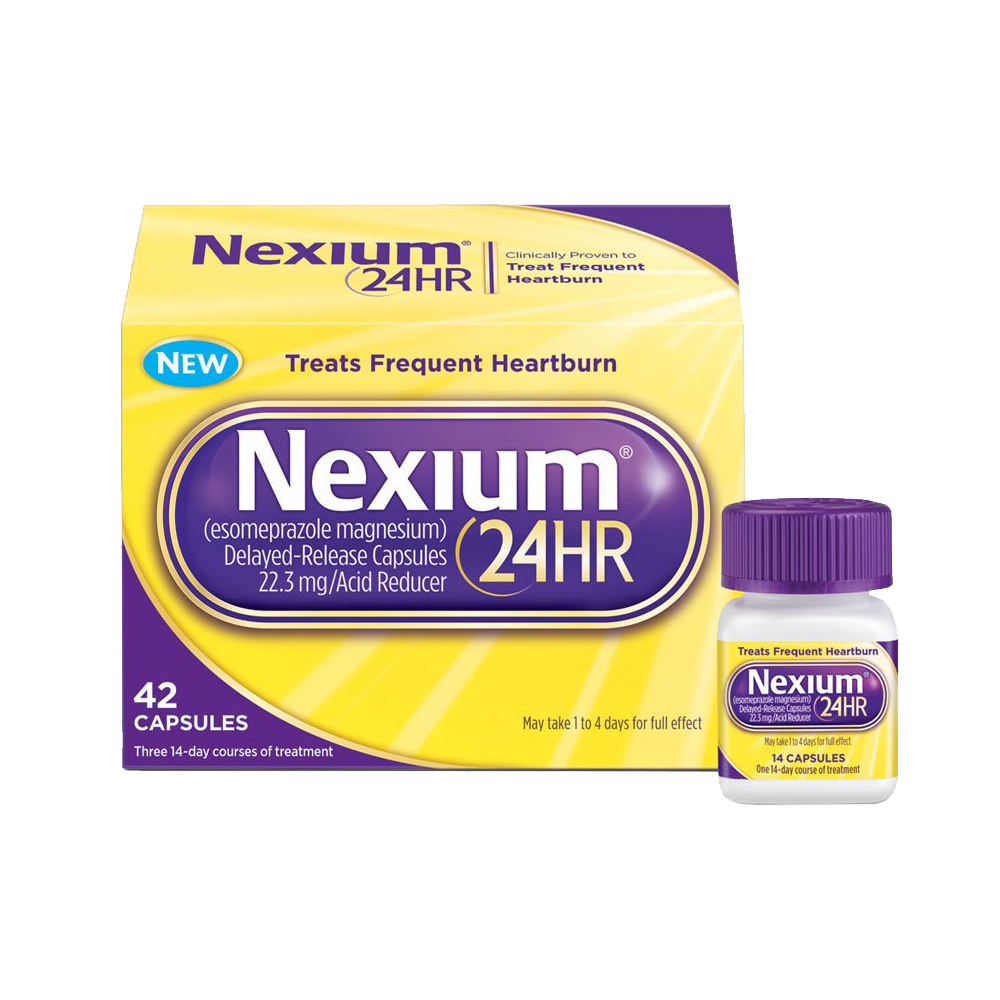 Nexium®
24HR
Clinically Proven to
Treat Frequent
Heartburn
NEW
Treats Frequent Heartburn
Nexium®
(esomeprazole magnesium)
Delayed-Release Capsules
22.3 mg/Acid Reducer
24HR
42
CAPSULES
Three 14-day courses of treatment
May take 1 to 4 days for full effect
Treats Frequent Heartburn
Nexium®
(esomeprazole magnesium)
Delayed-Release Capsules
22.3 mg/Acid Reducer
24HR
May take 1 to 4 days for full effect
14 CAPSULES
One 14-day course of treatment